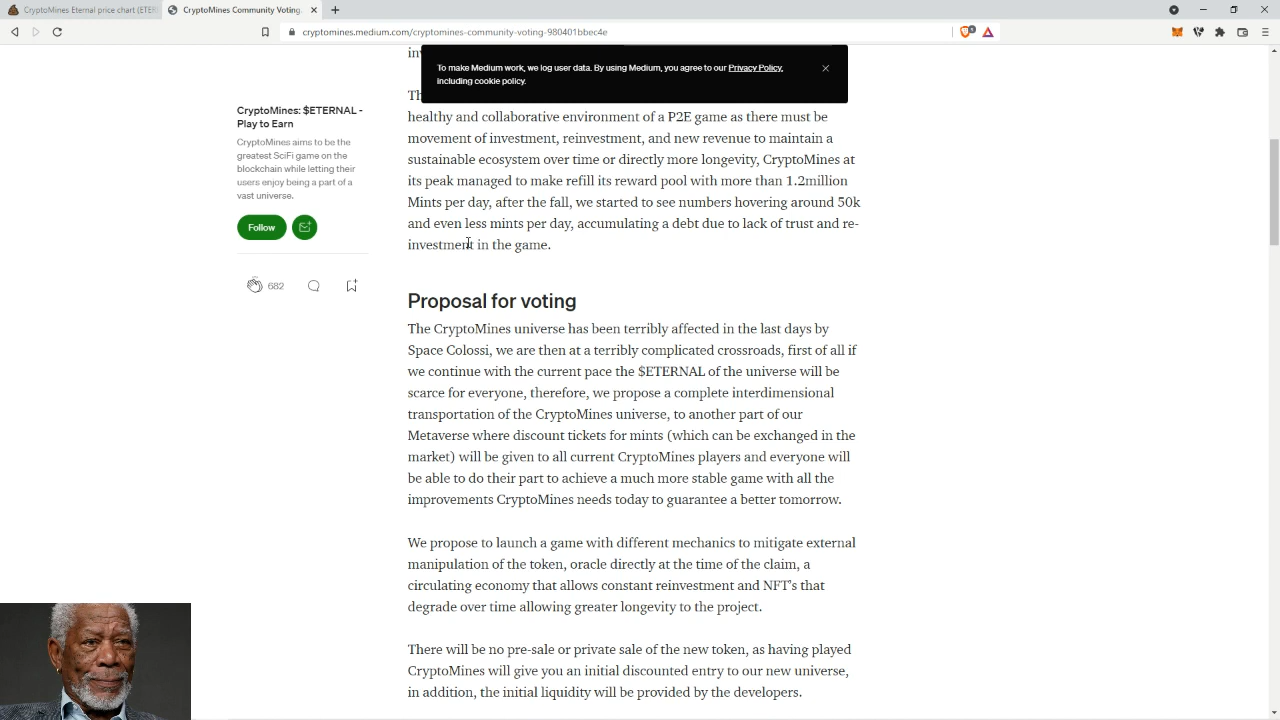 CryptoMines Eternal price chart (ETER
CryptoMines Community Voting.
cryptomines.medium.com/cryptomines-community-voting-980401bbec4e
To make Medium work, we log user data. By using Medium, you agree to our Privacy Policy,
including cookie policy.
CryptoMines: $ETERNAL -
Play to Earn
CryptoMines aims to be the
greatest SciFi game on the
blockchain while letting their
users enjoy being a part of a
vast universe.
Follow
682
healthy and collaborative environment of a P2E game as there must be
movement of investment, reinvestment, and new revenue to maintain a
sustainable ecosystem over time or directly more longevity, CryptoMines at
its peak managed to make refill its reward pool with more than 1.2million
Mints per day, after the fall, we started to see numbers hovering around 50k
and even less mints per day, accumulating a debt due to lack of trust and re-
investment in the game.
Proposal for voting
The CryptoMines universe has been terribly affected in the last days by
Space Colossi, we are then at a terribly complicated crossroads, first of all if
we continue with the current pace the $ETERNAL of the universe will be
scarce for everyone, therefore, we propose a complete interdimensional
transportation of the CryptoMines universe, to another part of our
Metaverse where discount tickets for mints (which can be exchanged in the
market) will be given to all current CryptoMines players and everyone will
be able to do their part to achieve a much more stable game with all the
improvements CryptoMines needs today to guarantee a better tomorrow.
We propose to launch a game with different mechanics to mitigate external
manipulation of the token, oracle directly at the time of the claim, a
circulating economy that allows constant reinvestment and NFT's that
degrade over time allowing greater longevity to the project.
There will be no pre-sale or private sale of the new token, as having played
CryptoMines will give you an initial discounted entry to our new universe,
in addition, the initial liquidity will be provided by the developers.